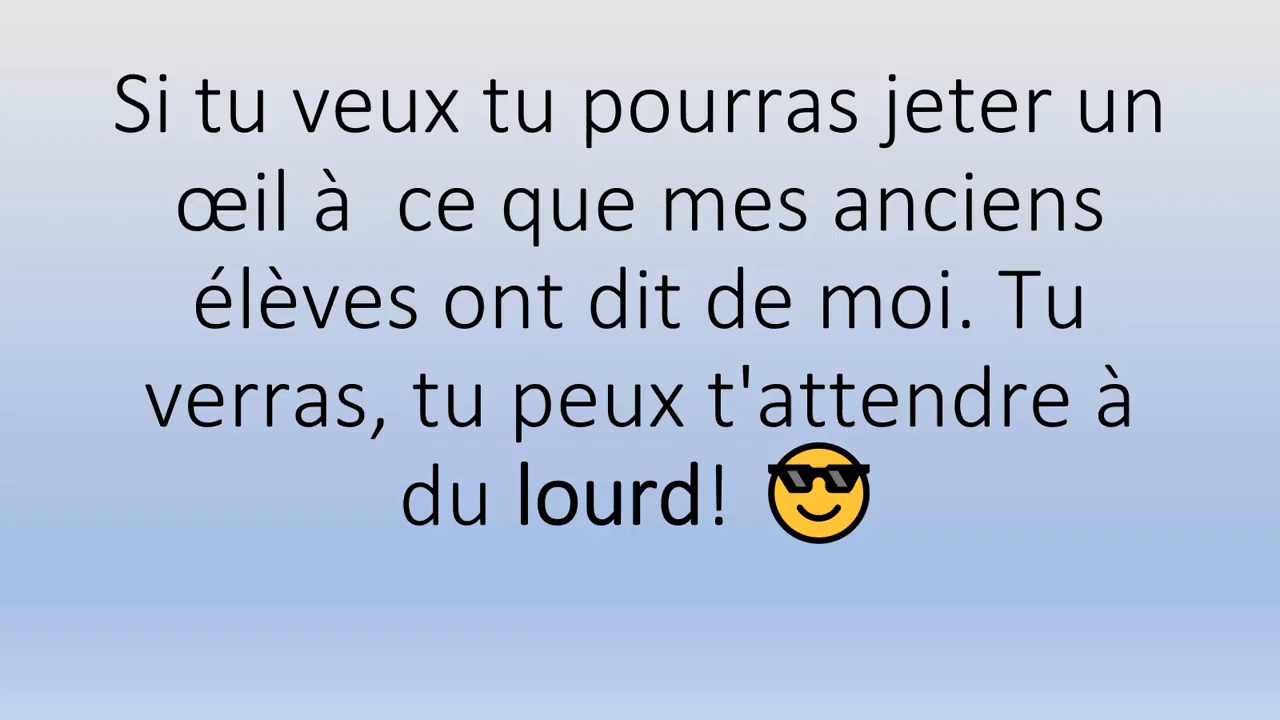 Si tu veux tu pourras jeter un
œil à  ce que mes anciens
élèves ont dit de moi. Tu
verras, tu peux t'attendre à
du lourd! 😎